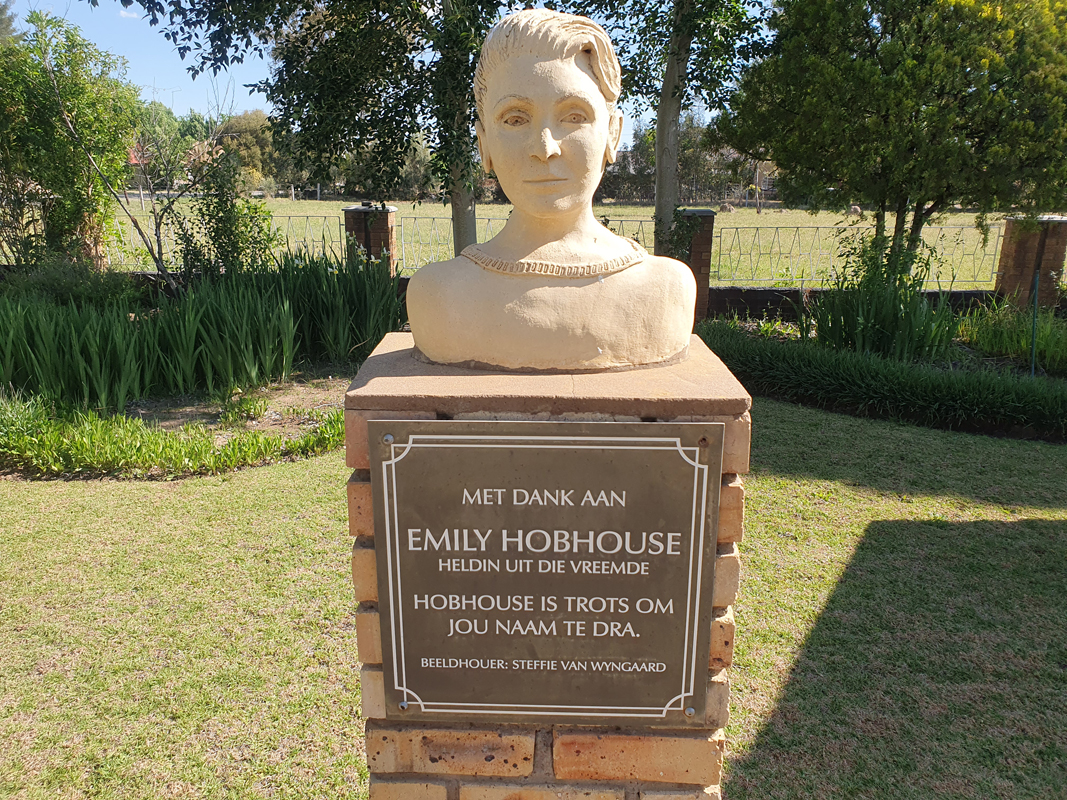 MET DANK AAN
EMILY HOBHOUSE
HELDIN UIT DIE VREEMDE
HOBHOUSE IS TROTS OM
JOU NAAM TE DRA.
BEELDHOUER: STEFFIE VAN WYNGAARD